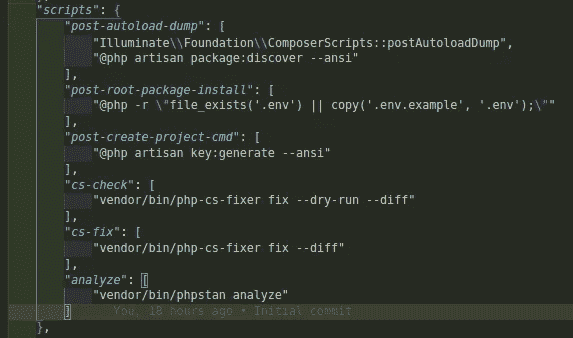 "scripts": {
"post-autoload-dump": [
"Illuminate\\Foundation\\ComposerScripts::postAutoloadDump",
"@php artisan package:discover --ansi"
],
"post-root-package-install": [
"@php -r \"file_exists('.env') || copy('.env.example', '.env');\""
],
"post-create-project-cmd": [
"@php artisan key:generate --ansi"
],
"cs-check": [
"vendor/bin/php-cs-fixer fix --dry-run --diff"
],
"cs-fix": [
"vendor/bin/php-cs-fixer fix --diff"
],
"analyze": [
"vendor/bin/phpstan analyze"
] You, 18 hours ago • Initial commit
},